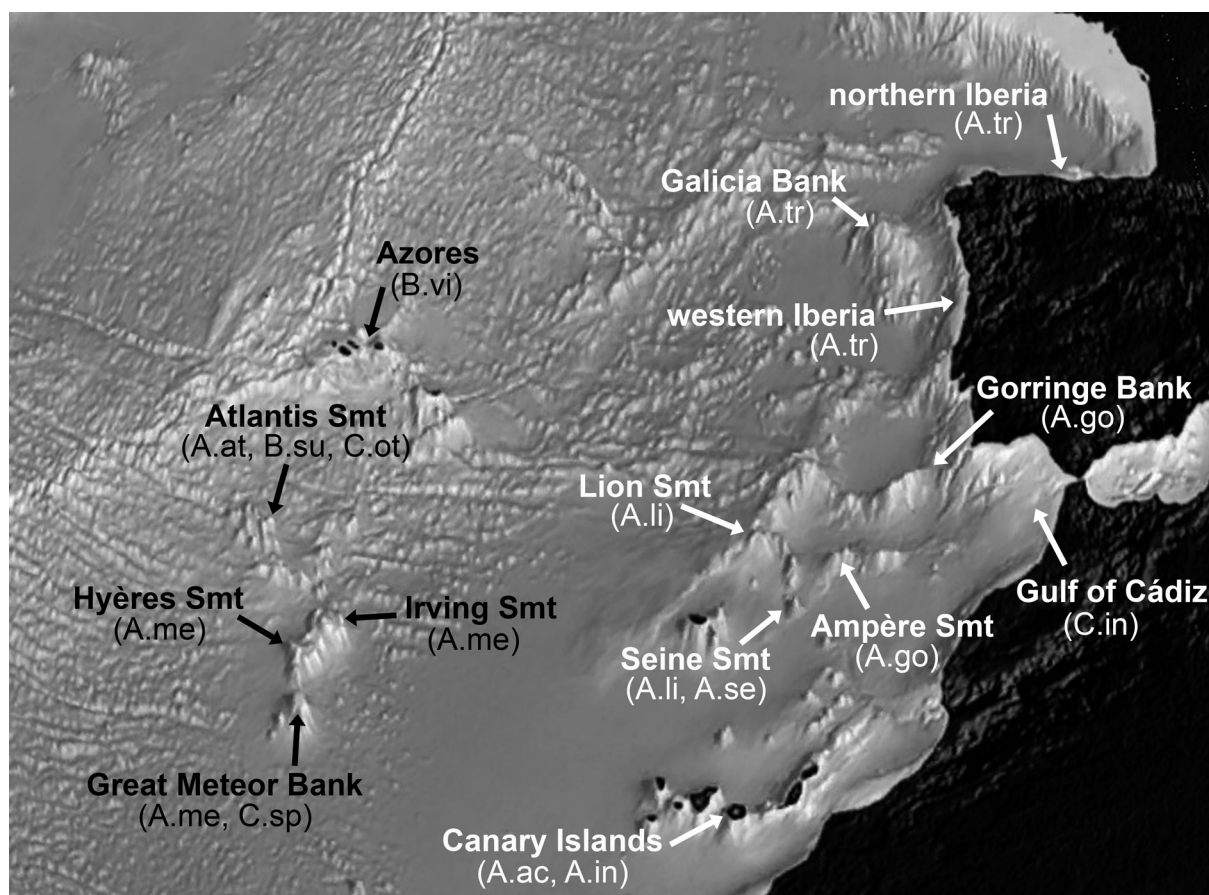 northern Iberia
(A.tr)
Galicia Bank
(A.tr)
Azores
(B.vi)
western Iberia
(A.tr)
Gorringe Bank
(A.go)
Atlantis Smt
(A.at, B.su, C.ot)
Lion Smt
(A.li)
Hyères Smt
(A.me)
Irving Smt
(A.me)
Gulf of Cádiz
(C.in)
Ampère Smt
(A.go)
Seine Smt
(A.li, A.se)
Great Meteor Bank
(A.me, C.sp)
Canary Islands
(A.ac, A.in)